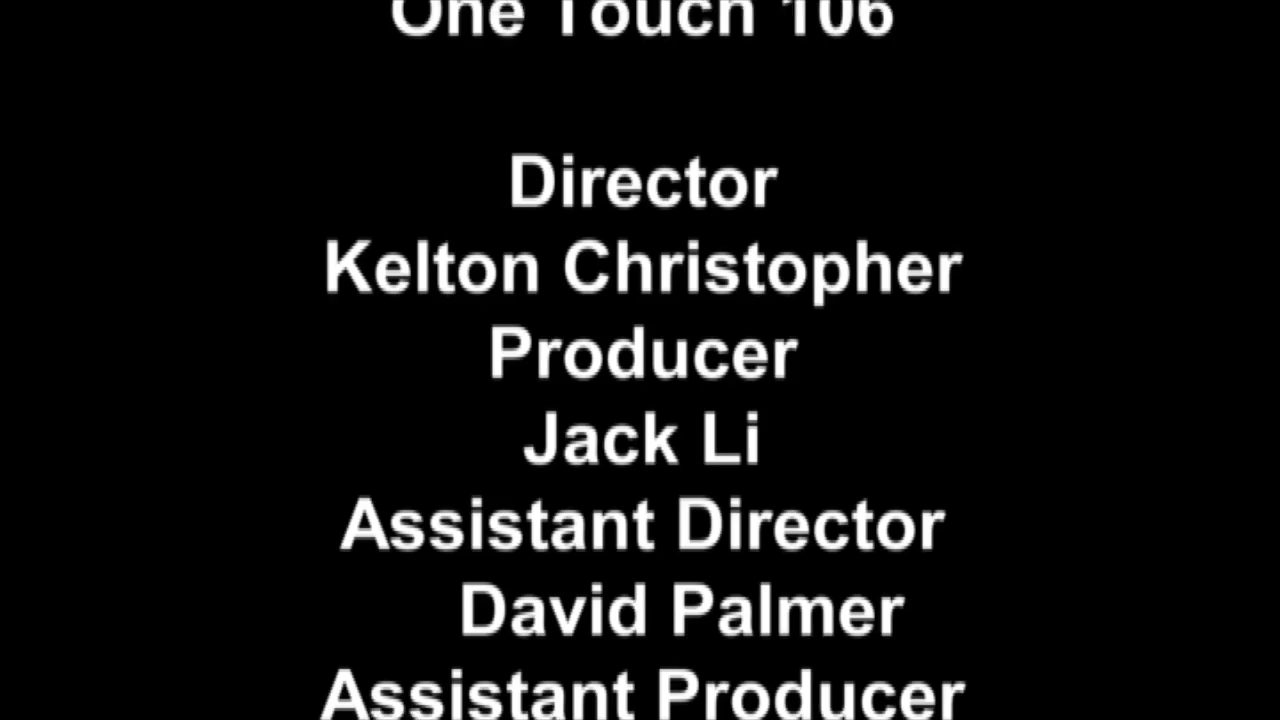 One Touch 106
Director
Kelton Christopher
Producer
Jack Li
Assistant Director
David Palmer
Assistant Producer